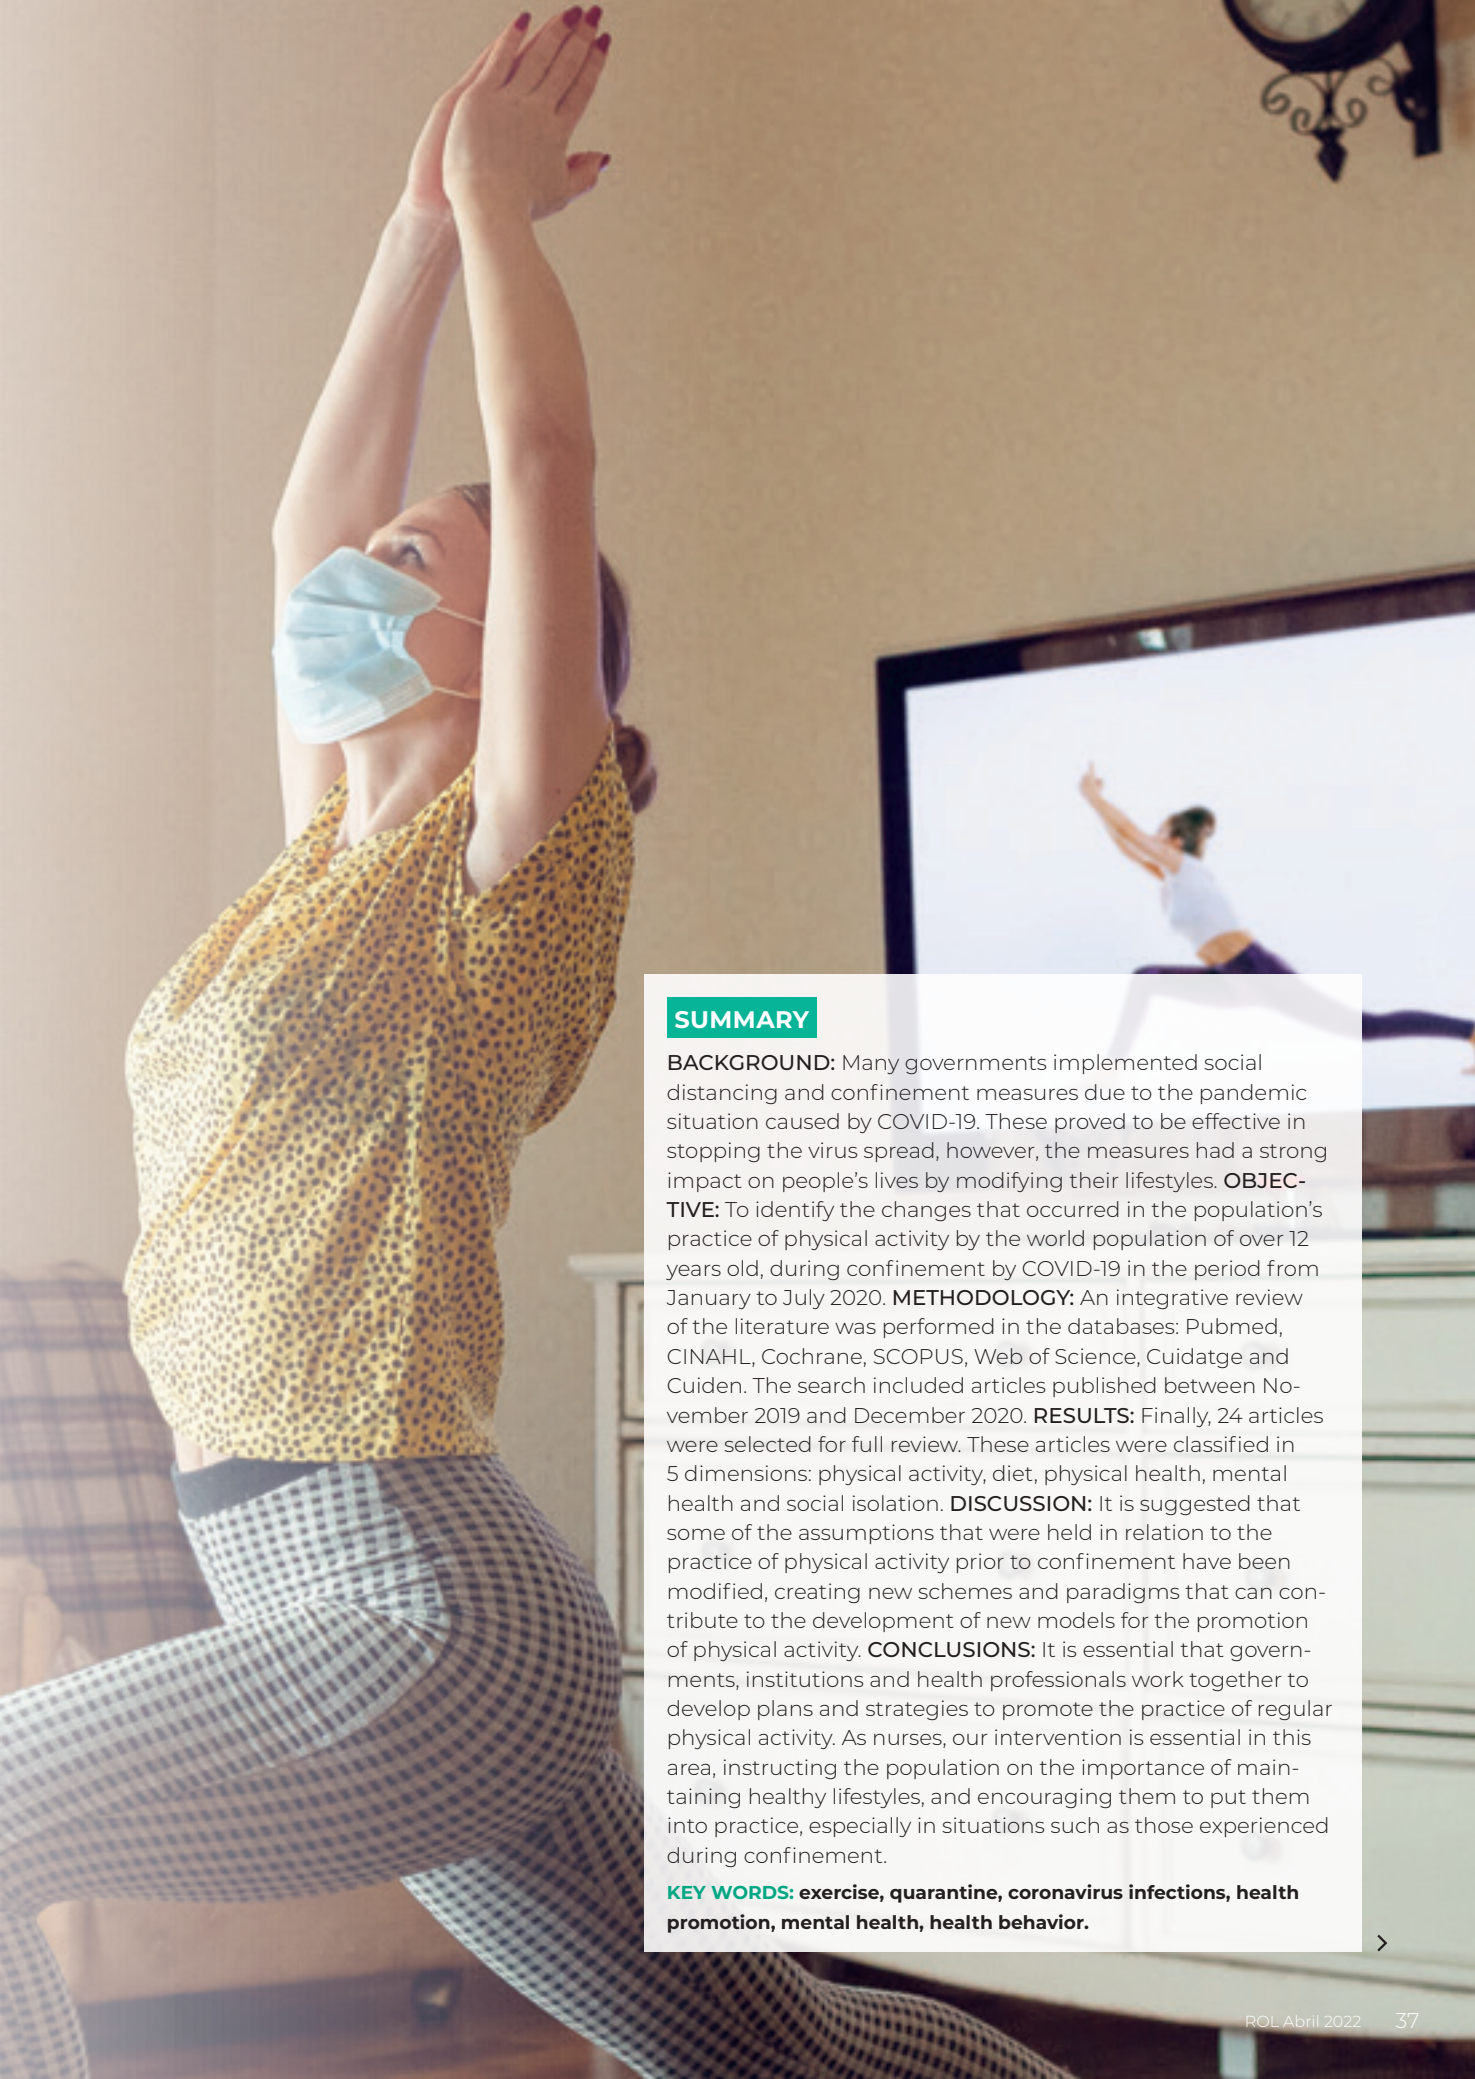 SUMMARY
BACKGROUND: Many governments implemented social
distancing and confinement measures due to the pandemic
situation caused by COVID-19. These proved to be effective in
stopping the virus spread, however, the measures had a strong
impact on people's lives by modifying their lifestyles. OBJEC-
TIVE: To identify the changes that occurred in the population's
practice of physical activity by the world population of over 12
years old, during confinement by COVID-19 in the period from
January to July 2020. METHODOLOGY: An integrative review
of the literature was performed in the databases: Pubmed,
CINAHL, Cochrane, SCOPUS, Web of Science, Cuidatge and
Cuiden. The search included articles published between No-
vember 2019 and December 2020. RESULTS: Finally, 24 articles
were selected for full review. These articles were classified in
5 dimensions: physical activity, diet, physical health, mental
health and social isolation. DISCUSSION: It is suggested that
some of the assumptions that were held in relation to the
practice of physical activity prior to confinement have been
modified, creating new schemes and paradigms that can con-
tribute to the development of new models for the promotion
of physical activity. CONCLUSIONS: It is essential that govern-
ments, institutions and health professionals work together to
develop plans and strategies to promote the practice of regular
physical activity. As nurses, our intervention is essential in this
area, instructing the population on the importance of main-
taining healthy lifestyles, and encouraging them to put them
into practice, especially in situations such as those experienced
during confinement.
KEY WORDS: exercise, quarantine, coronavirus infections, health
promotion, mental health, health behavior.
ROL Abril 2022 37